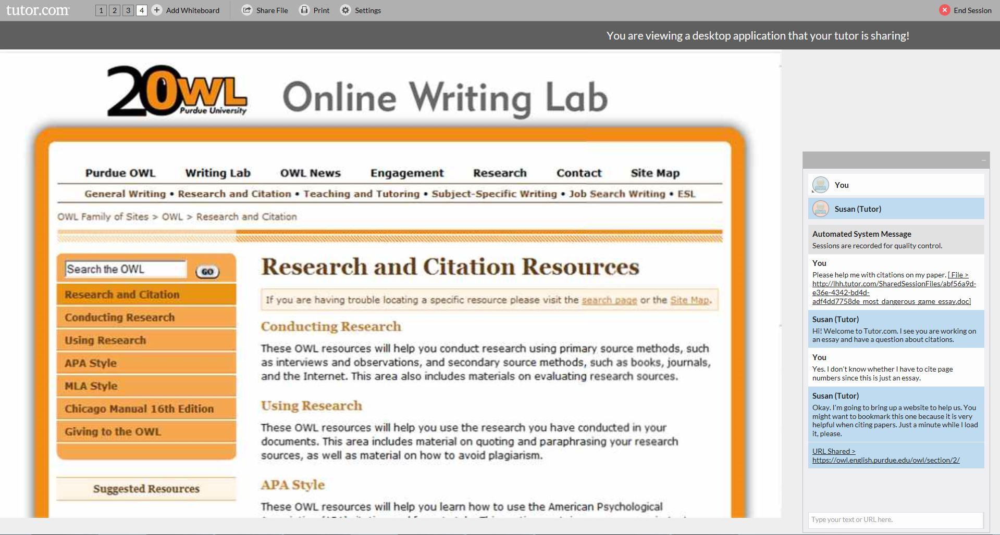 tutor.com 1 2 3 4 + Add Whiteboard Share File Print Settings End Session
You are viewing a desktop application that your tutor is sharing!
20 OWL
Purdue University
Online Writing Lab
Purdue OWL Writing Lab OWL News Engagement Research Contact Site Map
General Writing • Research and Citation • Teaching and Tutoring • Subject-Specific Writing • Job Search Writing • ESL
OWL Family of Sites > OWL > Research and Citation
Search the OWL GO
Research and Citation
Conducting Research
Using Research
APA Style
MLA Style
Chicago Manual 16th Edition
Giving to the OWL
Suggested Resources
Research and Citation Resources
If you are having trouble locating a specific resource please visit the search page or the Site Map.
Conducting Research
These OWL resources will help you conduct research using primary source methods, such
as interviews and observations, and secondary source methods, such as books, journals,
and the Internet. This area also includes materials on evaluating research sources.
Using Research
These OWL resources will help you use the research you have conducted in your
documents. This area includes material on quoting and paraphrasing your research
sources, as well as material on how to avoid plagiarism.
APA Style
These OWL resources will help you learn how to use the American Psychological
You
Susan (Tutor)
Automated System Message
Sessions are recorded for quality control.
You
Please help me with citations on my paper. [ File >
http://lhh.tutor.com/SharedSessionFiles/abf56a9d-
e36e-4342-bd4d-
adf4dd7758de_most_dangerous_game_essay.doc]
Susan (Tutor)
Hi! Welcome to Tutor.com. I see you are working on
an essay and have a question about citations.
You
Yes. I don't know whether I have to cite page
numbers since this is just an essay.
Susan (Tutor)
Okay. I'm going to bring up a website to help us. You
might want to bookmark this one because it is very
helpful when citing papers. Just a minute while I load
it, please.
URL Shared >
https://owl.english.purdue.edu/owl/section/2/
Type your text or URL here.